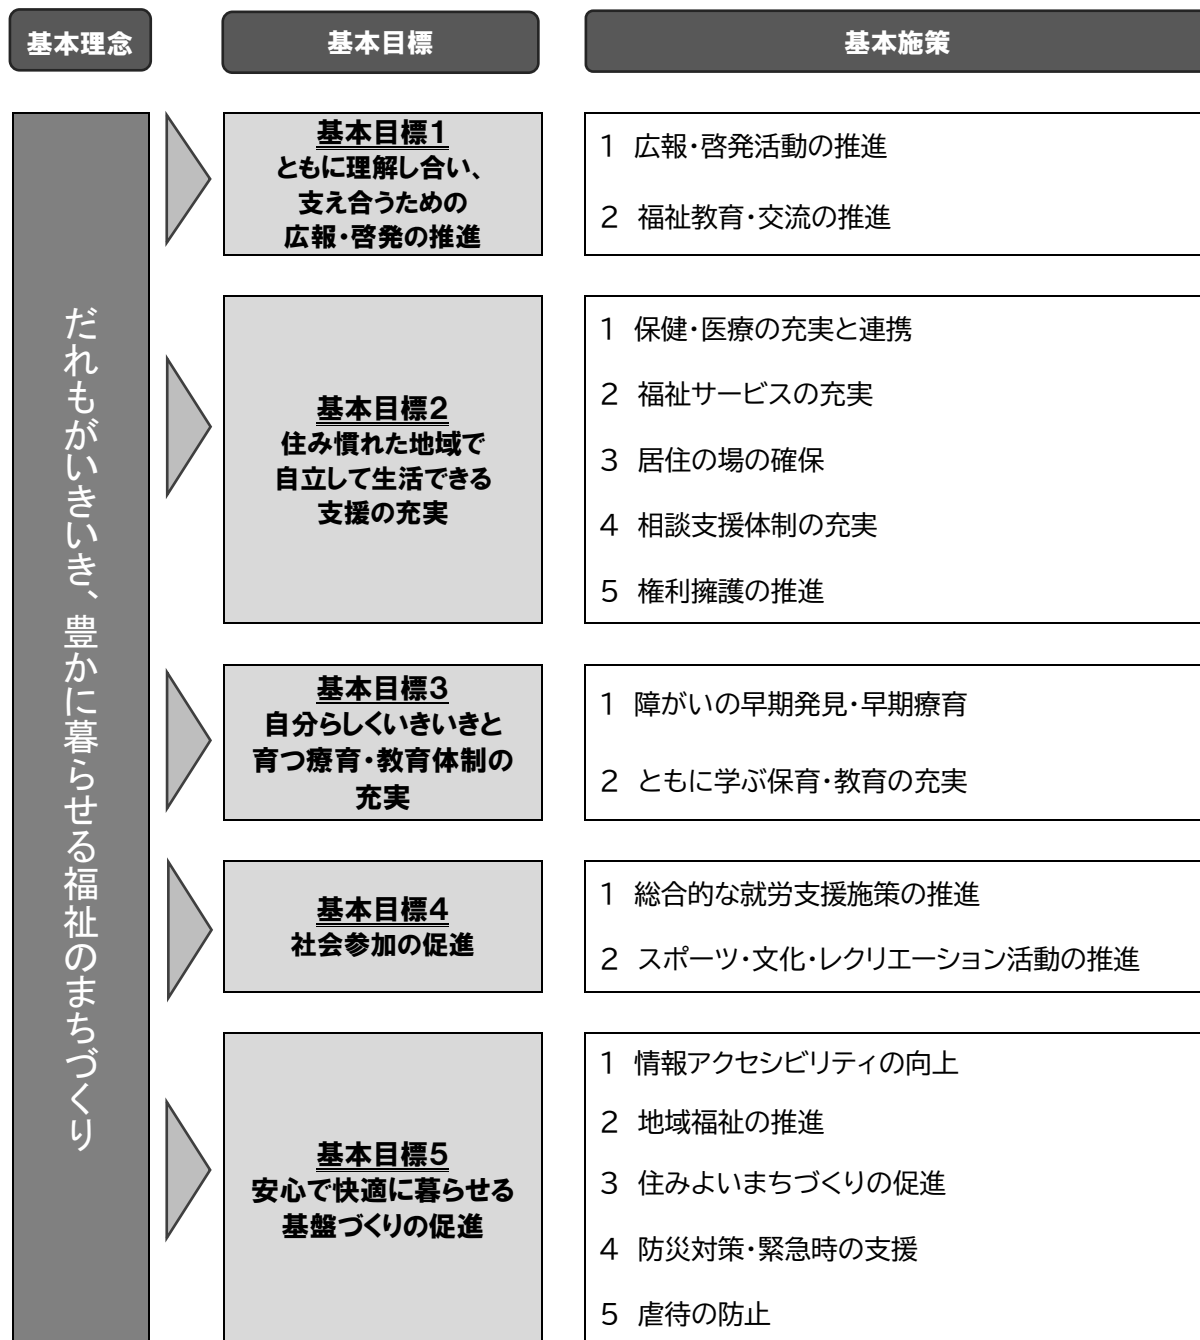 基本理念
基本目標
基本施策
だれもがいきいき、豊かに暮らせる福祉のまちづくり
基本目標1
ともに理解し合い、
支え合うための
広報・啓発の推進
1 広報・啓発活動の推進
2 福祉教育・交流の推進
基本目標2
住み慣れた地域で
自立して生活できる
支援の充実
1 保健・医療の充実と連携
2 福祉サービスの充実
3 居住の場の確保
4 相談支援体制の充実
5 権利擁護の推進
基本目標3
自分らしくいきいきと
育つ療育・教育体制の
充実
1 障がいの早期発見・早期療育
2 ともに学ぶ保育・教育の充実
基本目標4
社会参加の促進
1 総合的な就労支援施策の推進
2 スポーツ・文化・レクリエーション活動の推進
基本目標5
安心で快適に暮らせる
基盤づくりの促進
1 情報アクセシビリティの向上
2 地域福祉の推進
3 住みよいまちづくりの促進
4 防災対策・緊急時の支援
5 虐待の防止